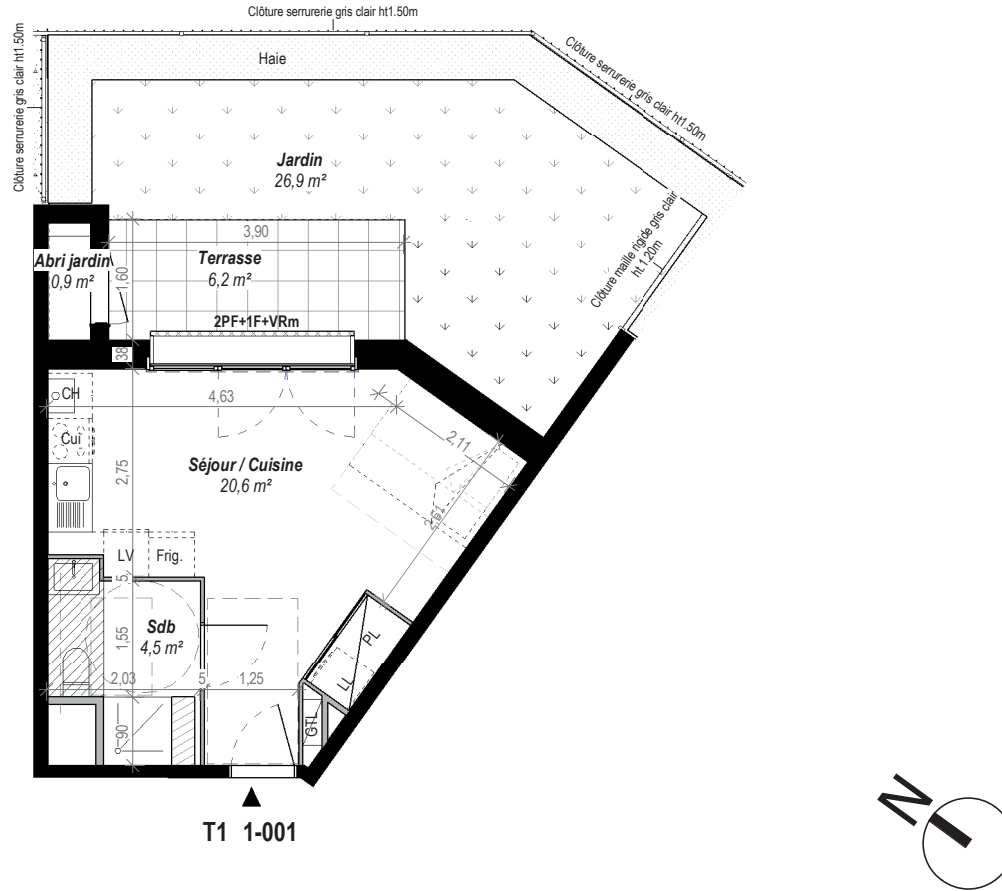 Clôture serrurerie gris clair ht1.50m
Clôture serrurerie gris clair ht1.50m
Clôture serrurerie gris clair ht1.50m
Haie
Jardin
26,9 m²
Clôture maille rigide gris clair
ht.1.20m
3,90
Abri jardin
0,9 m²
1,60
Terrasse
6,2 m²
2PF+1F+VRm
38
CH
4,63
Cui
2,11
2,75
Séjour / Cuisine
20,6 m²
2,51
LV
Frig.
5
Sdb
4,5 m²
1,55
PL
LL
2,03
5
1,25
GTL
90
T1 1-001
N